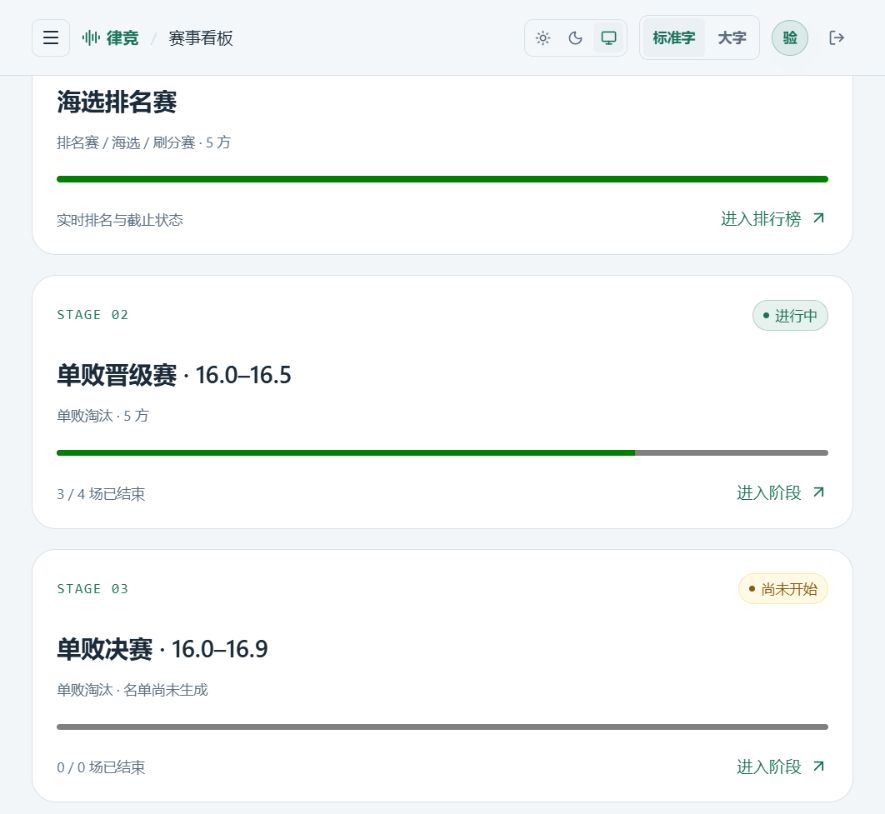 律竞 / 赛事看板
标准字 大字 验
海选排名赛
排名赛 / 海选 / 刷分赛 · 5 方
实时排名与截止状态 进入排行榜
STAGE 02 进行中
单败晋级赛 · 16.0–16.5
单败淘汰 · 5 方
3 / 4 场已结束 进入阶段
STAGE 03 尚未开始
单败决赛 · 16.0–16.9
单败淘汰 · 名单尚未生成
0 / 0 场已结束 进入阶段